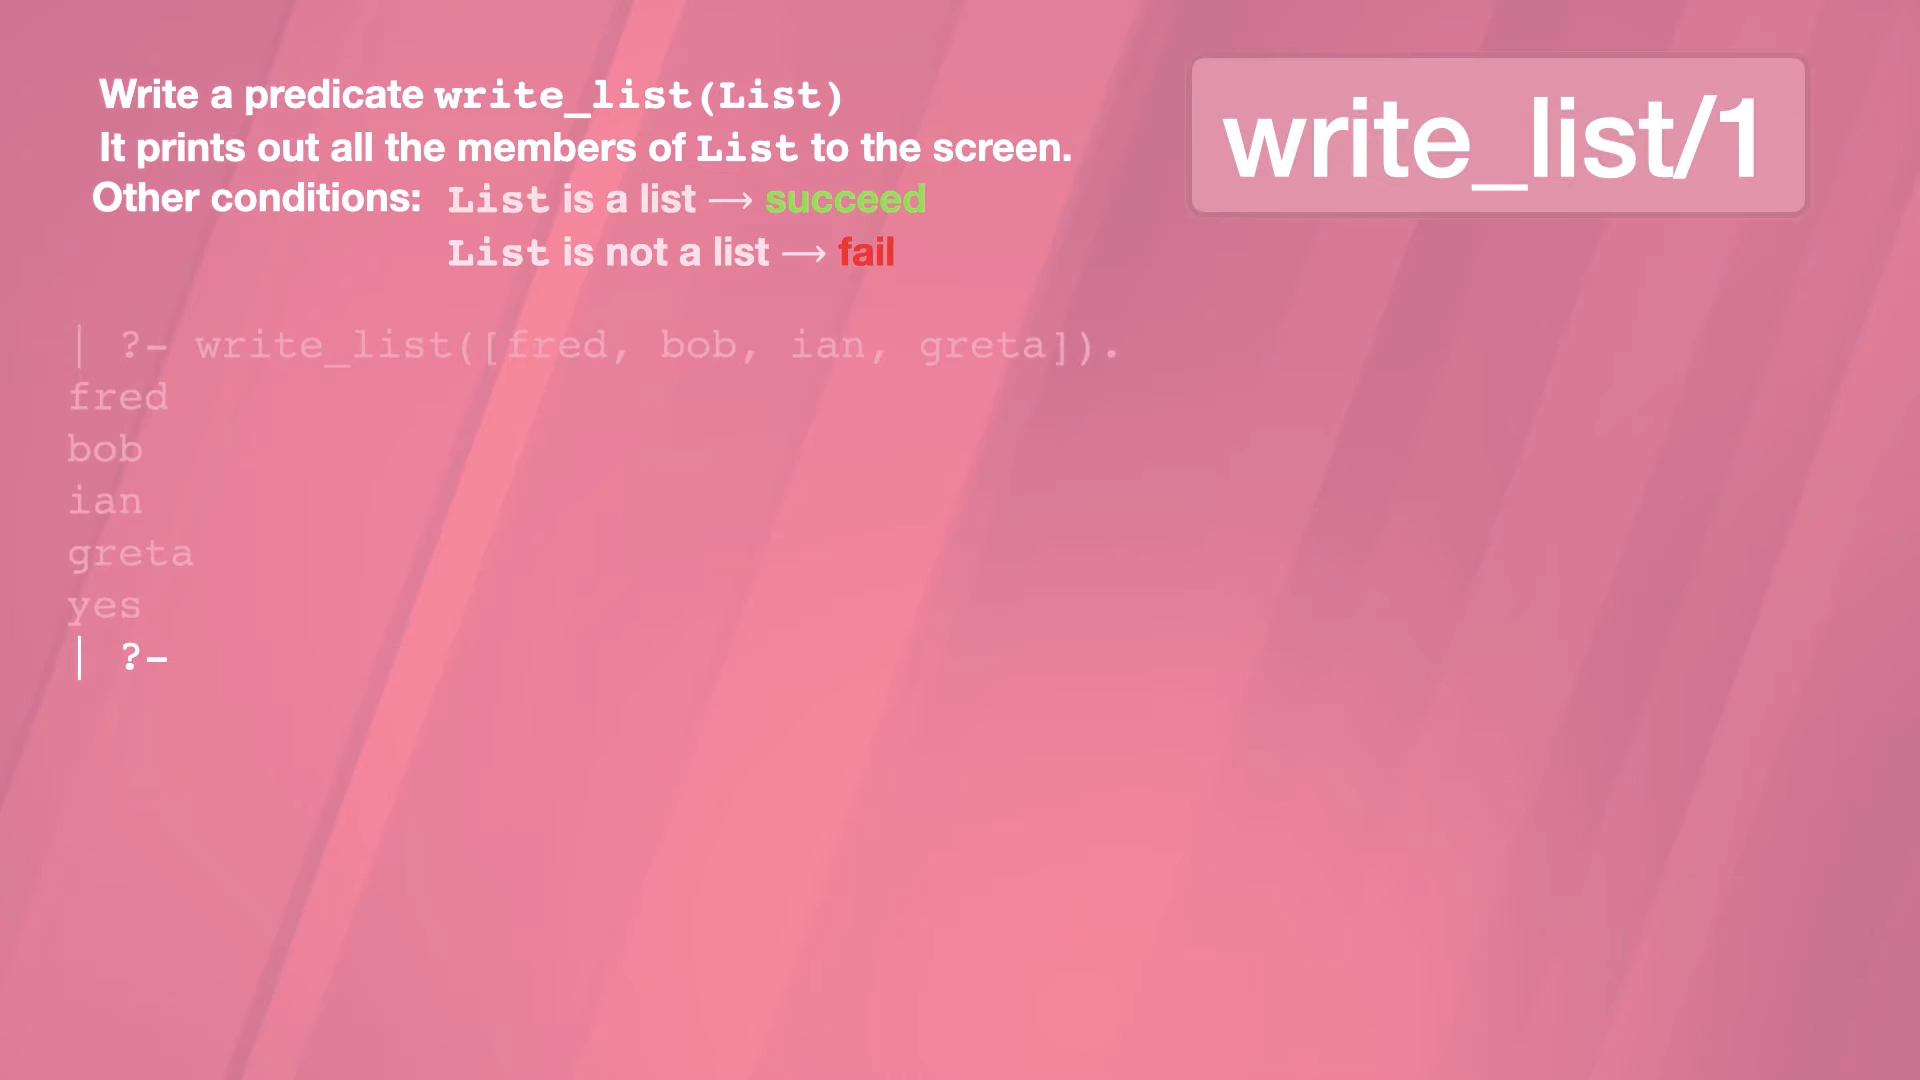 Write a predicate write_list(List)
It prints out all the members of List to the screen.
Other conditions: List is a list ⟶ succeed
List is not a list ⟶ fail
write_list/1
| ?- write_list([fred, bob, ian, greta]).
fred
bob
ian
greta
yes
| ?-